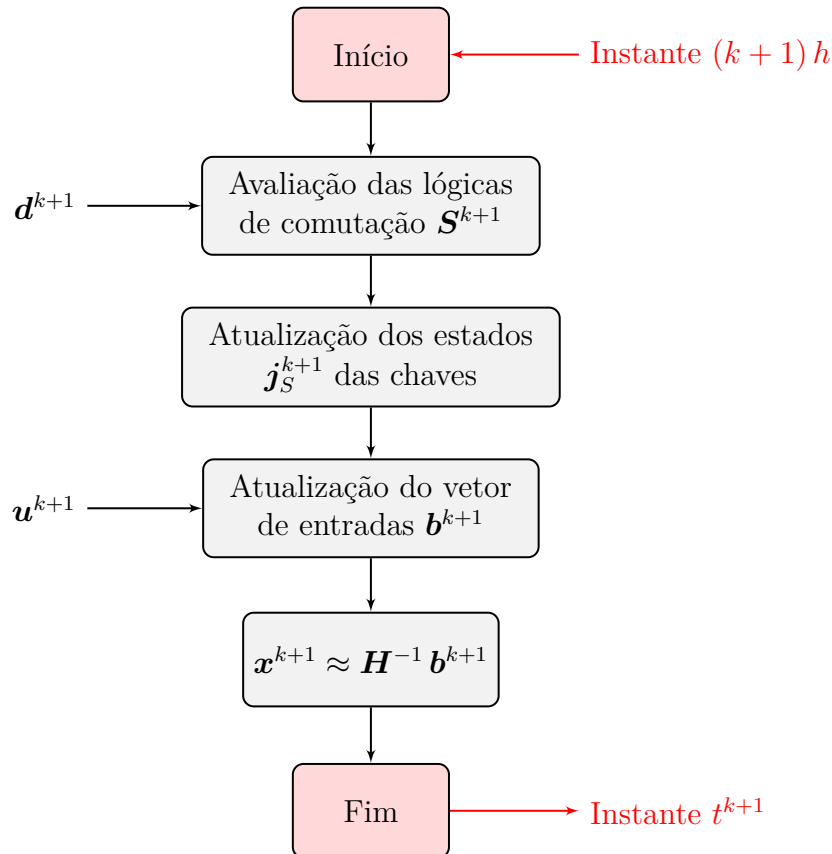 Início
Instante (k + 1) h
Avaliação das lógicas
de comutação S^{k+1}
d^{k+1}
Atualização dos estados
j_S^{k+1} das chaves
Atualização do vetor
de entradas b^{k+1}
u^{k+1}
x^{k+1} ≈ H^{−1} b^{k+1}
Fim
Instante t^{k+1}